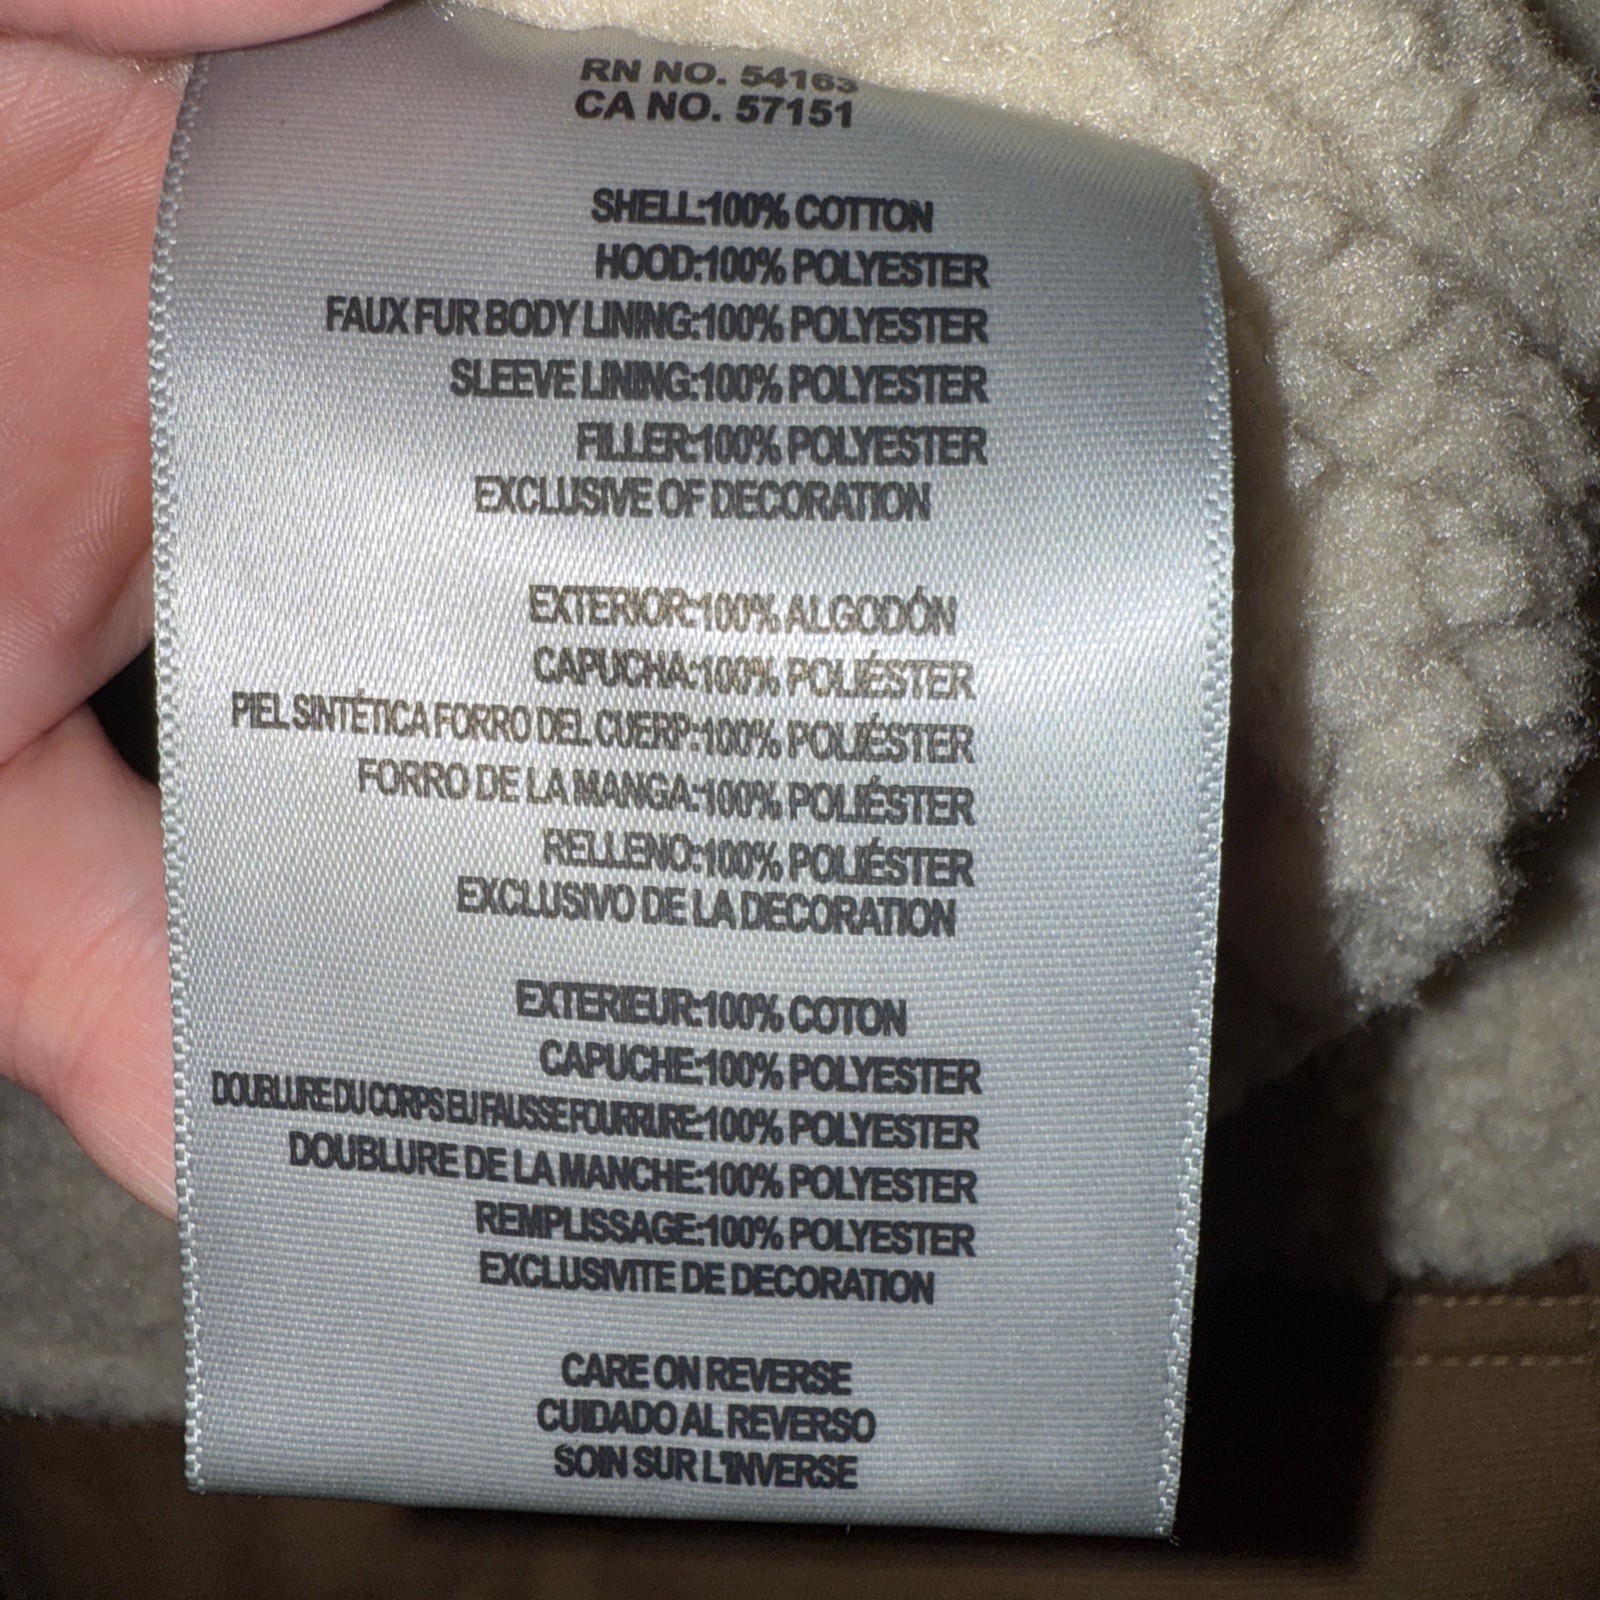 RN NO. 54163
CA NO. 57151
SHELL:100% COTTON
HOOD:100% POLYESTER
FAUX FUR BODY LINING:100% POLYESTER
SLEEVE LINING:100% POLYESTER
FILLER:100% POLYESTER
EXCLUSIVE OF DECORATION
EXTERIOR:100% ALGODÓN
CAPUCHA:100% POLIÉSTER
PIEL SINTÉTICA FORRO DEL CUERP:100% POLIÉSTER
FORRO DE LA MANGA:100% POLIÉSTER
RELLENO:100% POLIÉSTER
EXCLUSIVO DE LA DECORATION
EXTERIEUR:100% COTON
CAPUCHE:100% POLYESTER
DOUBLURE DU CORPS EU FAUSSE FOURRURE:100% POLYESTER
DOUBLURE DE LA MANCHE:100% POLYESTER
REMPLISSAGE:100% POLYESTER
EXCLUSIVITE DE DECORATION
CARE ON REVERSE
CUIDADO AL REVERSO
SOIN SUR L'INVERSE